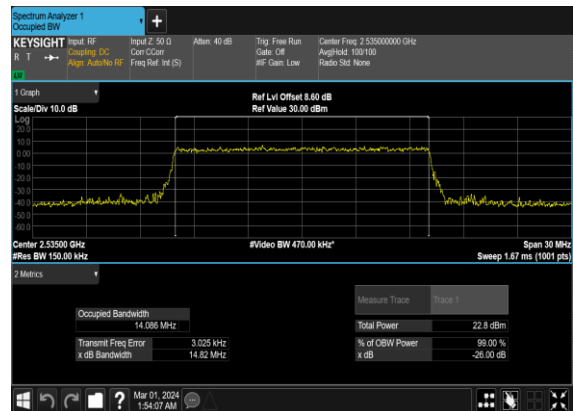 Spectrum Analyzer 1
Occupied BW
KEYSIGHT
R T
LU
Input: RF
Coupling: DC
Align: Auto/No RF
Input Z: 50 Ω
Corr CCorr
Freq Ref: Int (S)
Atten: 40 dB
Trig: Free Run
Gate: Off
#IF Gain: Low
Center Freq: 2.535000000 GHz
Avg|Hold: 100/100
Radio Std: None
1 Graph
Scale/Div 10.0 dB
Ref Lvl Offset 8.60 dB
Ref Value 30.00 dBm
Log
20.0
10.0
0.00
-10.0
-20.0
-30.0
-40.0
-50.0
-60.0
Center 2.53500 GHz
#Res BW 150.00 kHz
#Video BW 470.00 kHz*
Span 30 MHz
Sweep 1.67 ms (1001 pts)
2 Metrics
Measure Trace Trace 1
Occupied Bandwidth
14.086 MHz
Total Power 22.8 dBm
Transmit Freq Error 3.025 kHz
% of OBW Power 99.00 %
x dB Bandwidth 14.82 MHz
x dB -26.00 dB
?
Mar 01, 2024
1:54:07 AM